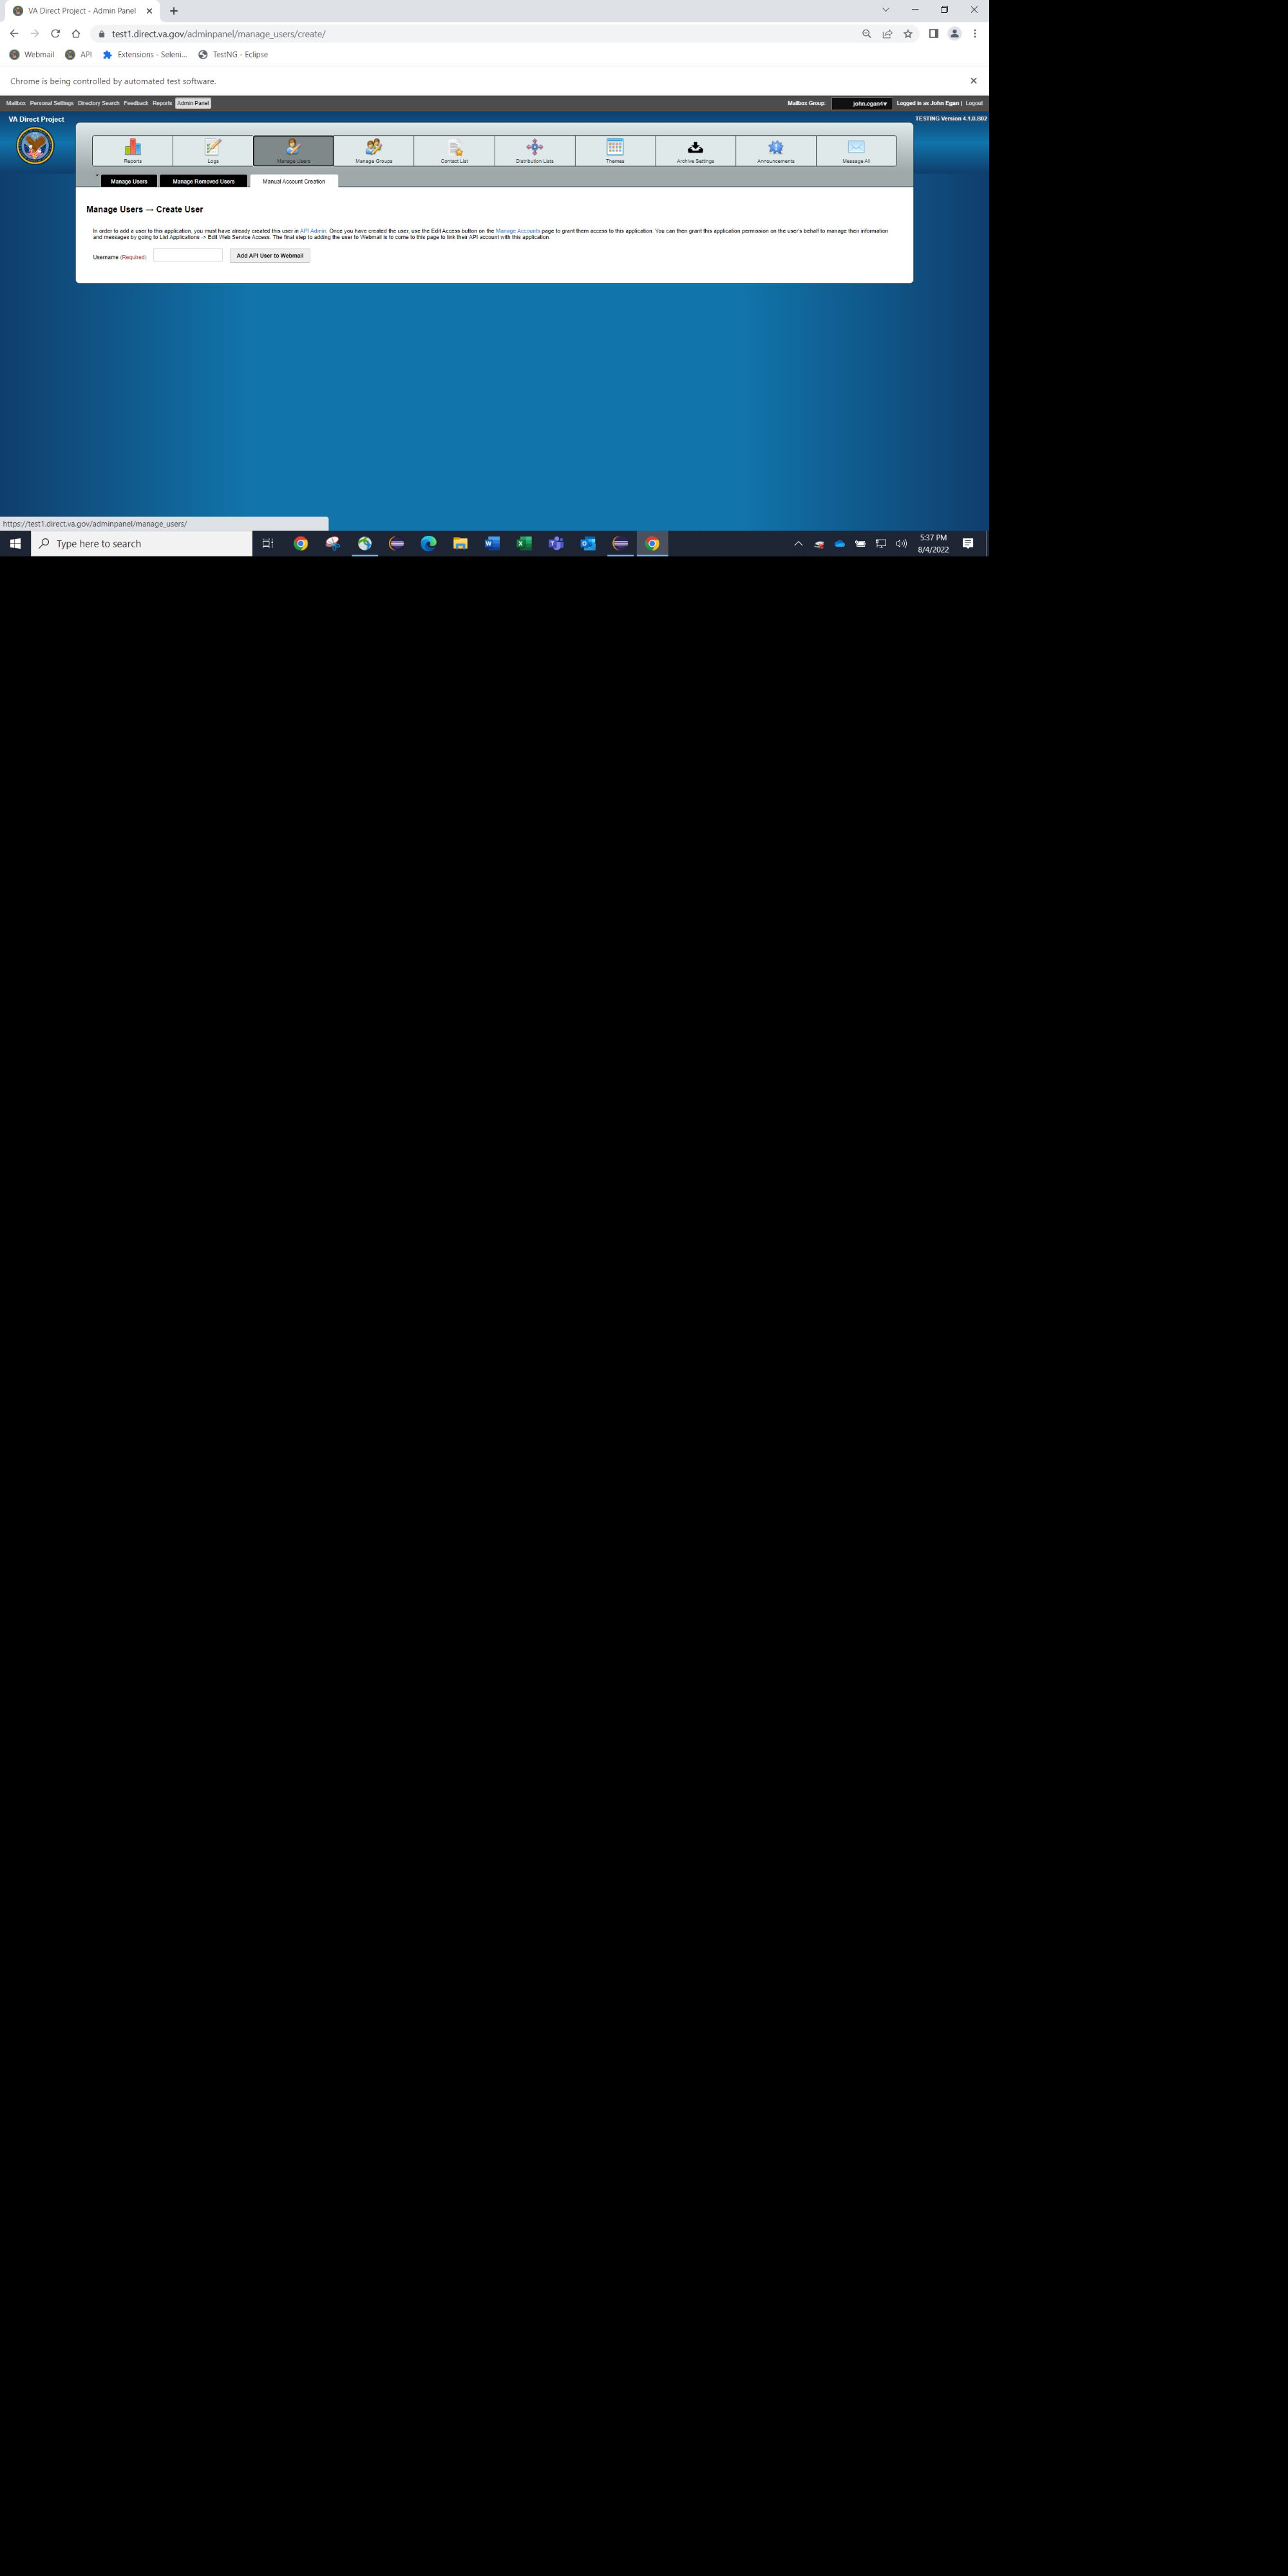 VA Direct Project - Admin Panel
test1.direct.va.gov/adminpanel/manage_users/create/
Webmail API Extensions - Seleni... TestNG - Eclipse
Chrome is being controlled by automated test software.
Mailbox Personal Settings Directory Search Feedback Reports Admin Panel Mailbox Group: john.egan4▾ Logged in as John Egan | Logout
VA Direct Project TESTING Version 4.1.0.B02
Reports Logs Manage Users Manage Groups Contact List Distribution Lists Themes Archive Settings Announcements Message All
Manage Users Manage Removed Users Manual Account Creation
Manage Users → Create User
In order to add a user to this application, you must have already created this user in API Admin. Once you have created the user, use the Edit Access button on the Manage Accounts page to grant them access to this application. You can then grant this application permission on the user's behalf to manage their information
and messages by going to List Applications -> Edit Web Service Access. The final step to adding the user to Webmail is to come to this page to link their API account with this application.
Username (Required) Add API User to Webmail
https://test1.direct.va.gov/adminpanel/manage_users/
Type here to search
5:37 PM
8/4/2022